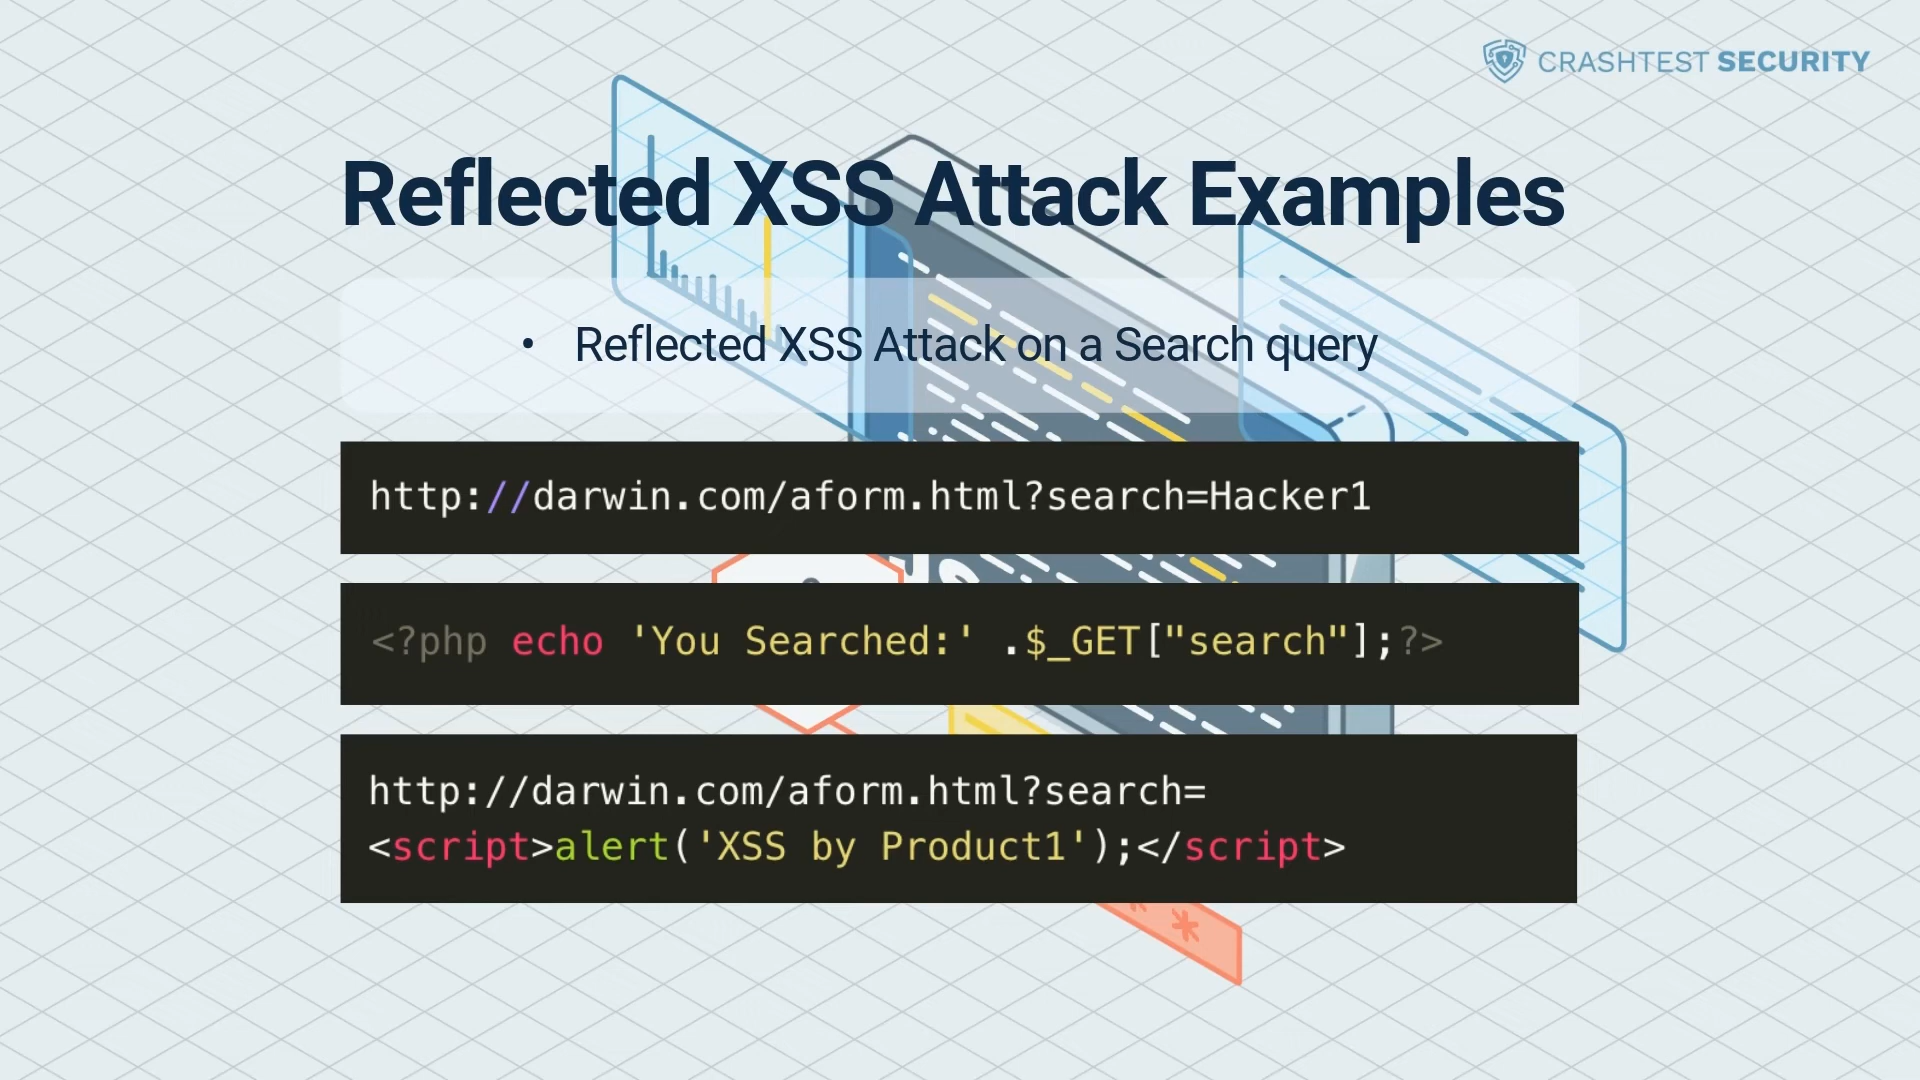 CRASHTEST SECURITY
Reflected XSS Attack Examples
• Reflected XSS Attack on a Search query
http://darwin.com/aform.html?search=Hacker1
<?php echo 'You Searched:' .$_GET["search"];?>
http://darwin.com/aform.html?search=
<script>alert('XSS by Product1');</script>